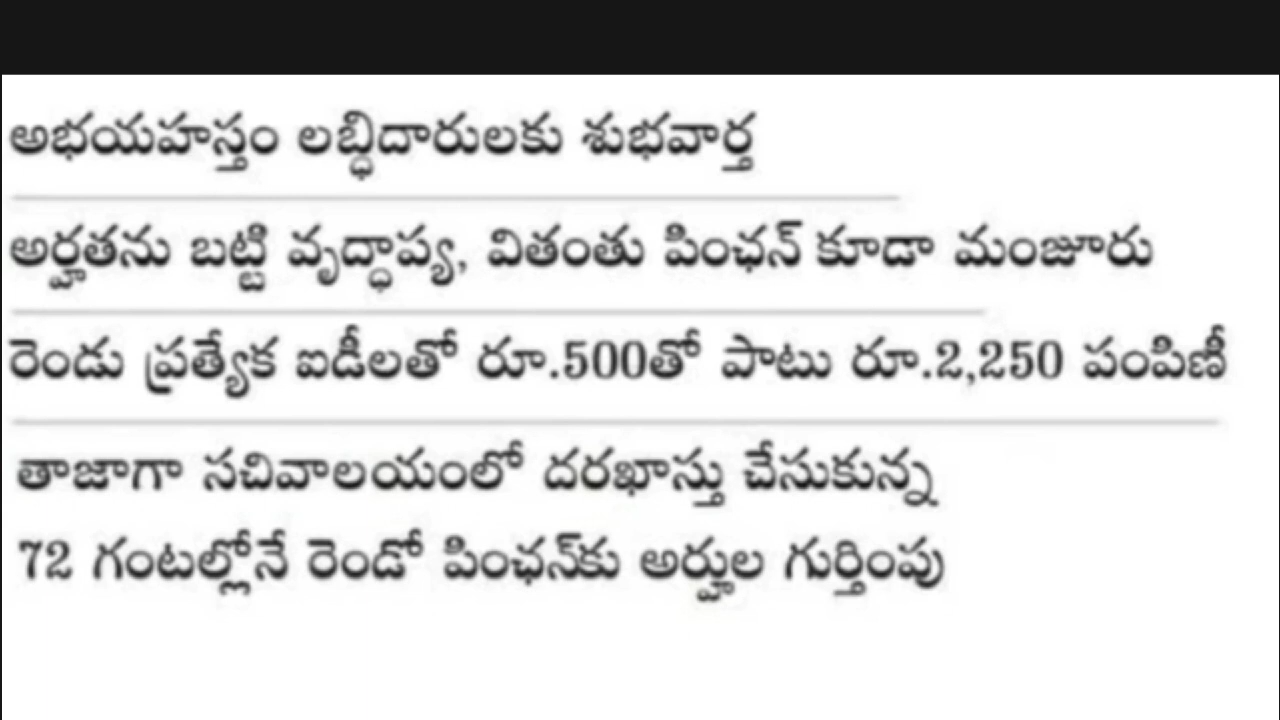 అభయహస్తం లబ్ధిదారులకు శుభవార్త
అర్హతను బట్టి వృద్ధాప్య, వితంతు పింఛన్ కూడా మంజూరు
రెండు ప్రత్యేక ఐడీలతో రూ.500తో పాటు రూ.2,250 పంపిణీ
తాజాగా సచివాలయంలో దరఖాస్తు చేసుకున్న
72 గంటల్లోనే రెండో పింఛన్‌కు అర్హుల గుర్తింపు